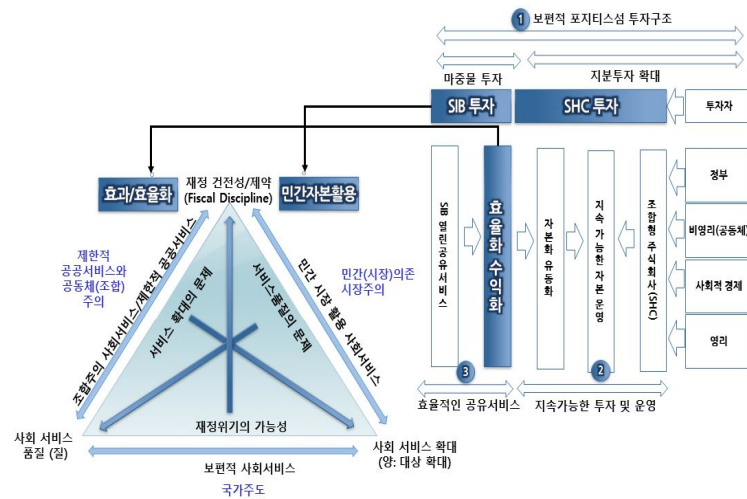 1 보편적 포지티스섬 투자구조
마중물 투자
지분투자 확대
SIB 투자
SHC 투자
투자자
효과/효율화
재정 건전성/제약
(Fiscal Discipline)
민간자본활용
제한적
공공서비스와
공동체(조합)
주의
조합주의 사회서비스/제한적 공공서비스
서비스 확대의 문제
서비스품질의 문제
민간 시장 활용 사회서비스
민간(시장)의존
시장주의
재정위기의 가능성
사회 서비스
품질 (질)
보편적 사회서비스
국가주도
사회 서비스 확대
(양: 대상 확대)
SIB 열린공유서비스
효율화 수익화
자본화 유동화
지속 가능한 자본 운영
조합형 주식회사(SHC)
정부
비영리(공동체)
사회적 경제
영리
3
효율적인 공유서비스
2
지속가능한 투자 및 운영